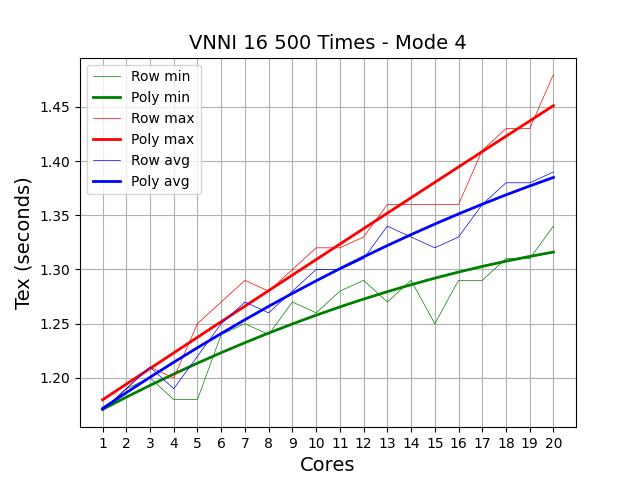 VNNI 16 500 Times - Mode 4
Row min
Poly min
Row max
Poly max
Row avg
Poly avg
1.45
1.40
1.35
1.30
1.25
1.20
Tex (seconds)
1 2 3 4 5 6 7 8 9 10 11 12 13 14 15 16 17 18 19 20
Cores